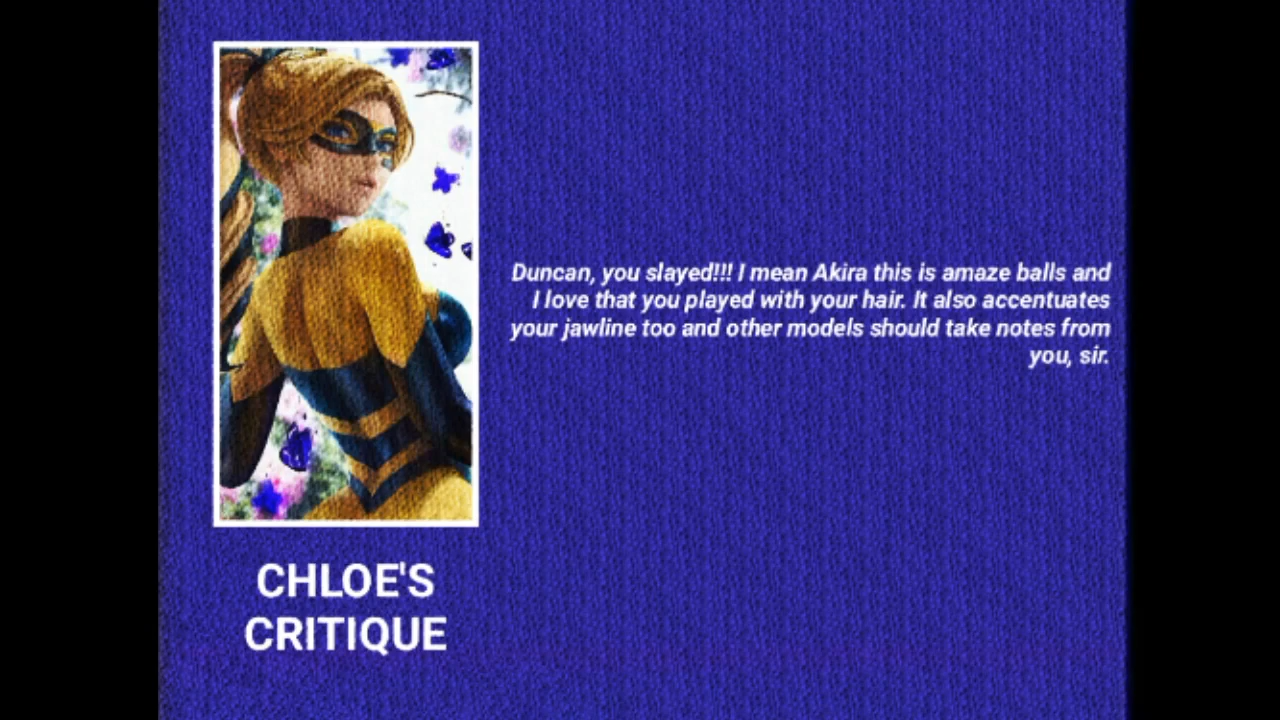 Duncan, you slayed!!! I mean Akira this is amaze balls and
I love that you played with your hair. It also accentuates
your jawline too and other models should take notes from
you, sir.
CHLOE'S
CRITIQUE